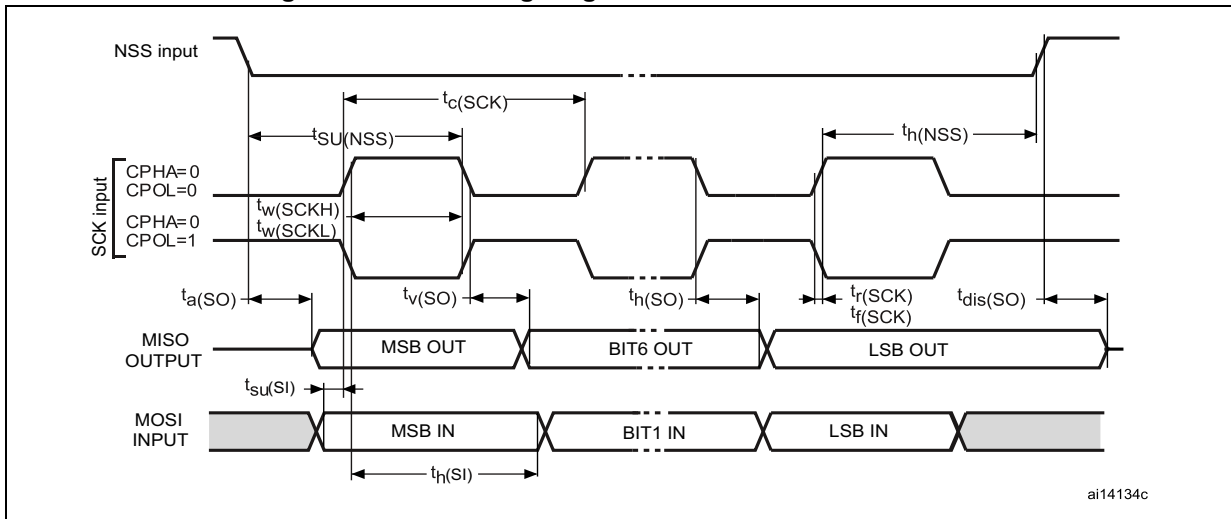 NSS input
tc(SCK)
tSU(NSS)
th(NSS)
SCK input
CPHA=0
CPOL=0
CPHA=0
CPOL=1
tw(SCKH)
tw(SCKL)
ta(SO)
tv(SO)
th(SO)
tr(SCK)
tf(SCK)
tdis(SO)
MISO
OUTPUT
MSB OUT
BIT6 OUT
LSB OUT
tsu(SI)
MOSI
INPUT
MSB IN
BIT1 IN
LSB IN
th(SI)
ai14134c